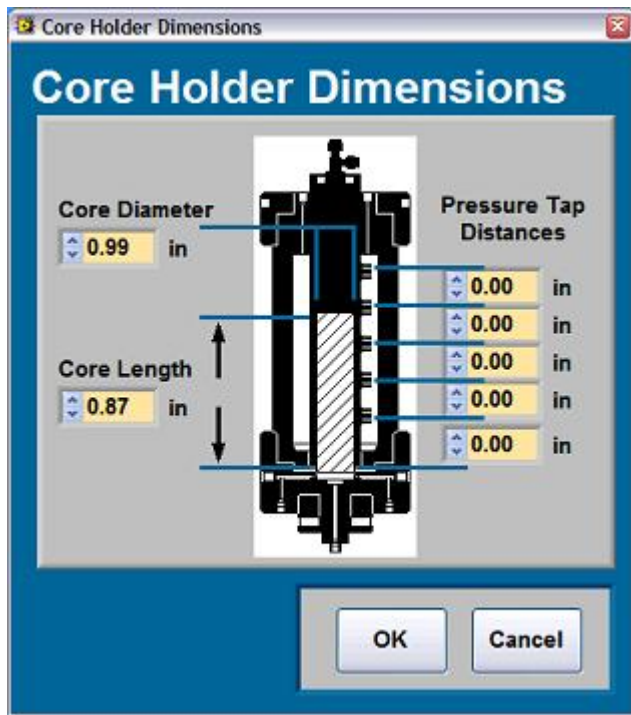 Core Holder Dimensions
Core Holder Dimensions
Core Diameter
0.99 in
Core Length
0.87 in
Pressure Tap
Distances
0.00 in
0.00 in
0.00 in
0.00 in
0.00 in
OK Cancel